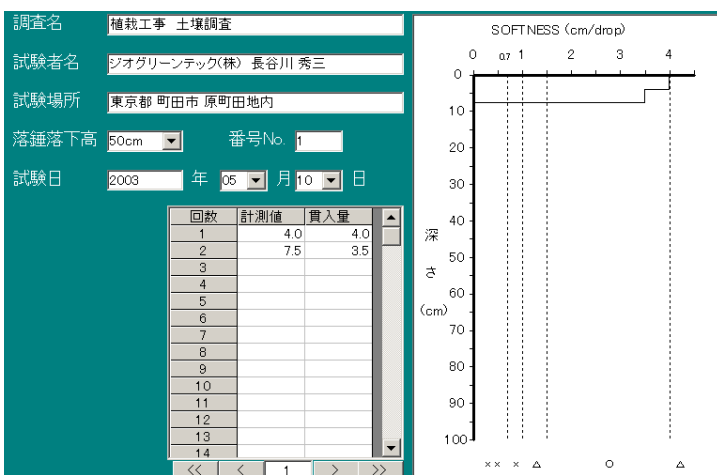 調査名 植栽工事 土壌調査
試験者名 ジオグリーンテック(株) 長谷川 秀三
試験場所 東京都 町田市 原町田地内
落錘落下高 50cm 番号No. 1
試験日 2003 年 05 月 10 日
回数 計測値 貫入量
1 4.0 4.0
2 7.5 3.5
3
4
5
6
7
8
9
10
11
12
13
14
<< < 1 > >>
SOFTNESS (cm/drop)
0 0.7 1 2 3 4
0
10
20
30
40
50
60
70
80
90
100
深さ(cm)
×× × △ ○ △